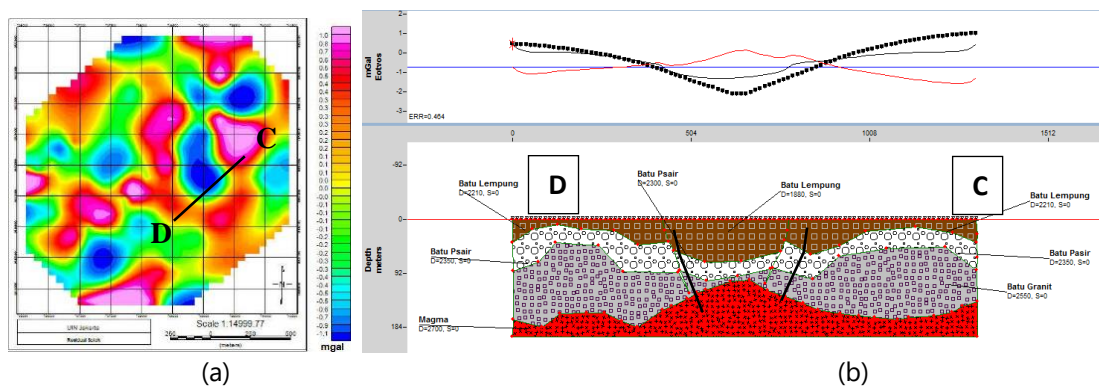 1.0
0.9
0.8
0.7
0.6
0.5
0.4
0.3
0.2
0.1
0.0
-0.1
-0.2
-0.3
-0.4
-0.5
-0.6
-0.7
-0.8
-0.9
-1.1
mgal
C
D
UIN Jakarta
Scale 1:14999.77
(meters)
(a)
2
1
0
-1
-2
-3
mGal
Eotvos
ERR=0.464
0
504
1008
1512
-92
0
92
184
Depth
meters
Batu Lempung
D=2210, S=0
D
Batu Psair
D=2300, S=0
Batu Lempung
D=1880, S=0
C
Batu Lempung
D=2210, S=0
Batu Psair
D=2350, S=0
Batu Psair
D=2350, S=0
Batu Granit
D=2550, S=0
Magma
D=2700, S=0
(b)